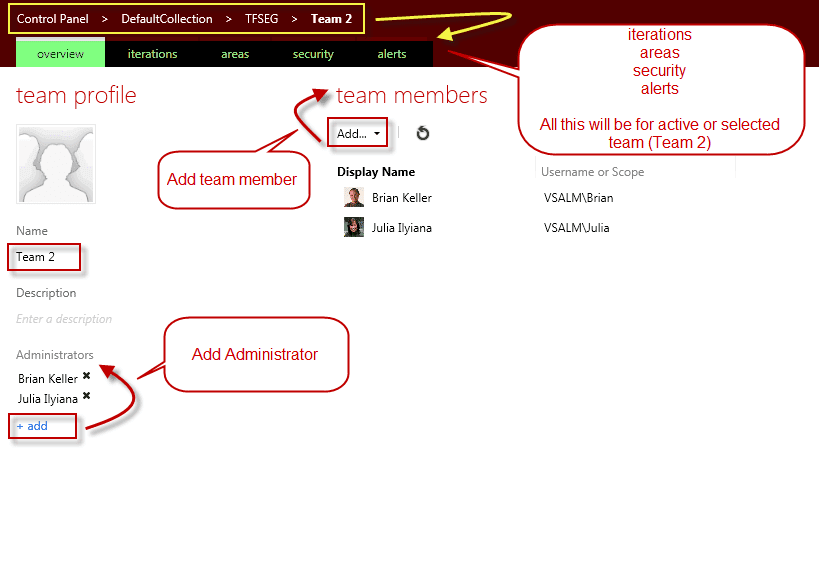 Control Panel > DefaultCollection > TFSEG > Team 2
overview iterations areas security alerts
iterations
areas
security
alerts
All this will be for active or selected
team (Team 2)
team profile
team members
Add...
Add team member
Display Name Username or Scope
Brian Keller VSALM\Brian
Julia Ilyiana VSALM\Julia
Name
Team 2
Description
Enter a description
Administrators
Brian Keller ✖
Julia Ilyiana ✖
+ add
Add Administrator